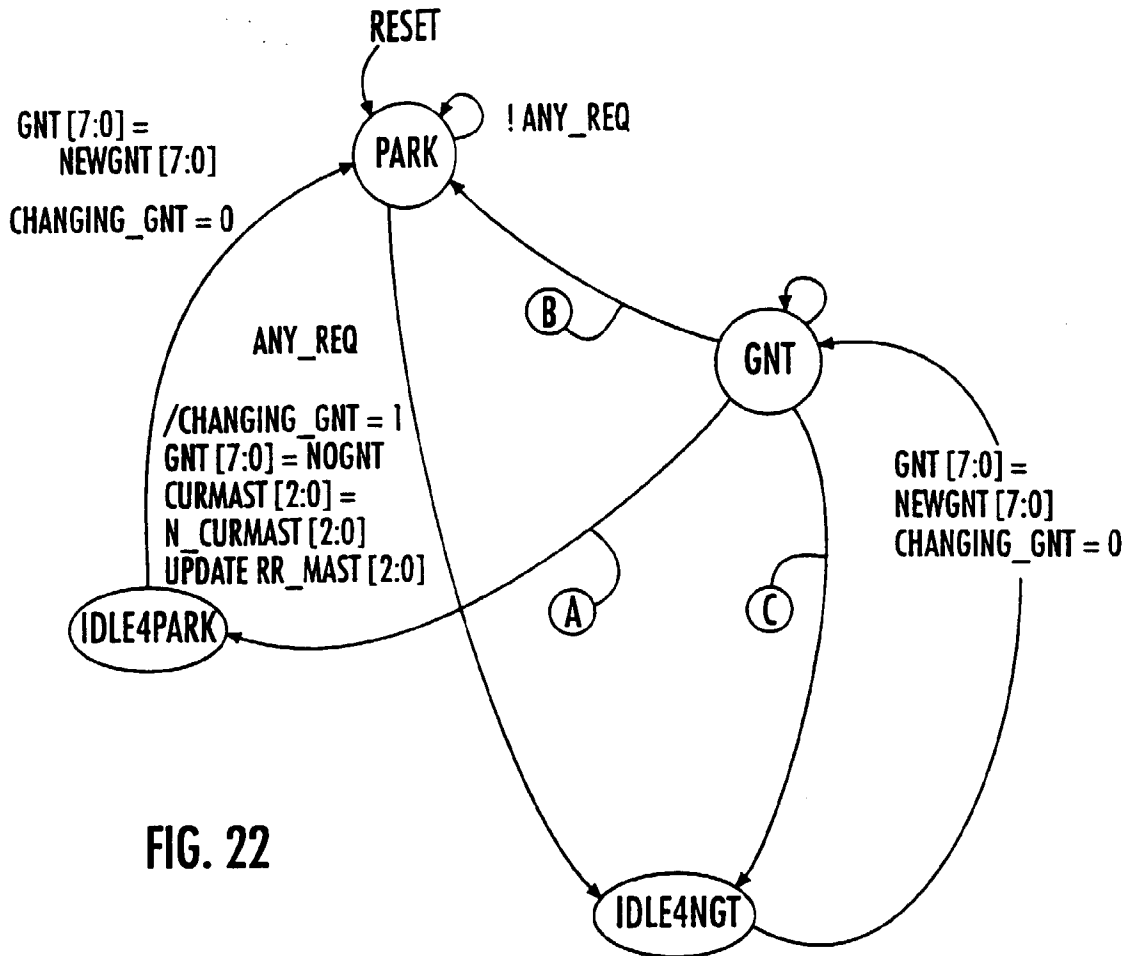 RESET
GNT [7:0] =
NEWGNT [7:0]
CHANGING_GNT = 0
PARK
! ANY_REQ
B
GNT
ANY_REQ
/CHANGING_GNT = 1
GNT [7:0] = NOGNT
CURMAST [2:0] =
N_CURMAST [2:0]
UPDATE RR_MAST [2:0]
GNT [7:0] =
NEWGNT [7:0]
CHANGING_GNT = 0
IDLE4PARK
A
C
FIG. 22
IDLE4NGT